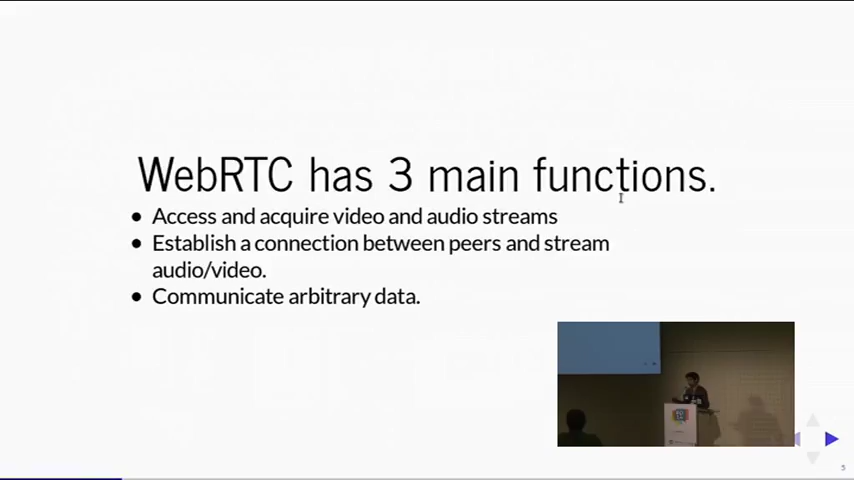 WebRTC has 3 main functions.
● Access and acquire video and audio streams
● Establish a connection between peers and stream
audio/video.
● Communicate arbitrary data.
5